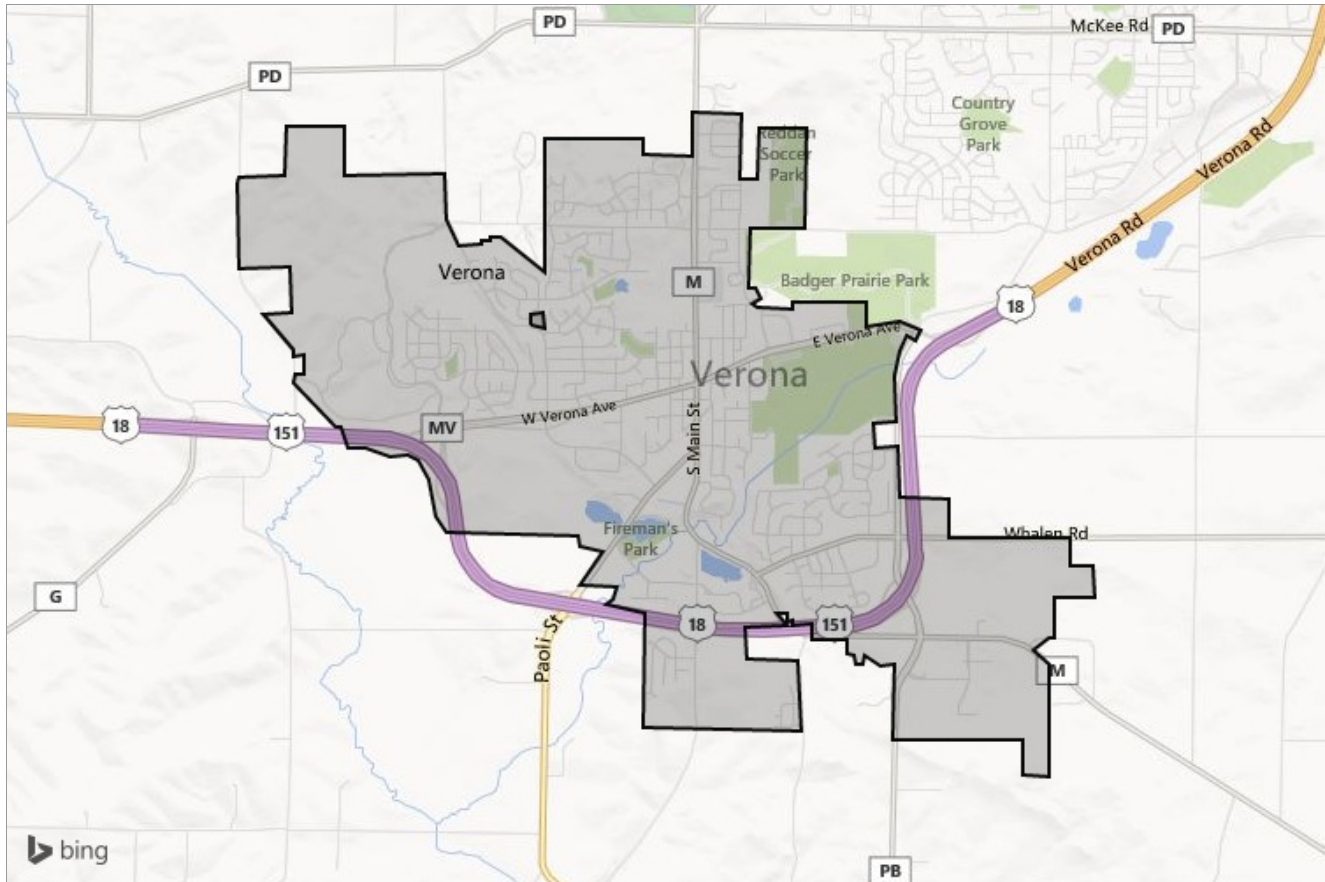 PD
McKee Rd
PD
PD
Country
Grove
Park
Reddan
Soccer
Park
Verona Rd
Verona Rd
Verona
M
Badger Prairie Park
18
E Verona Ave
Verona
W Verona Ave
18
151
MV
S Main St
Fireman's
Park
Whalen Rd
G
18
151
Paoli St
M
bing
PB